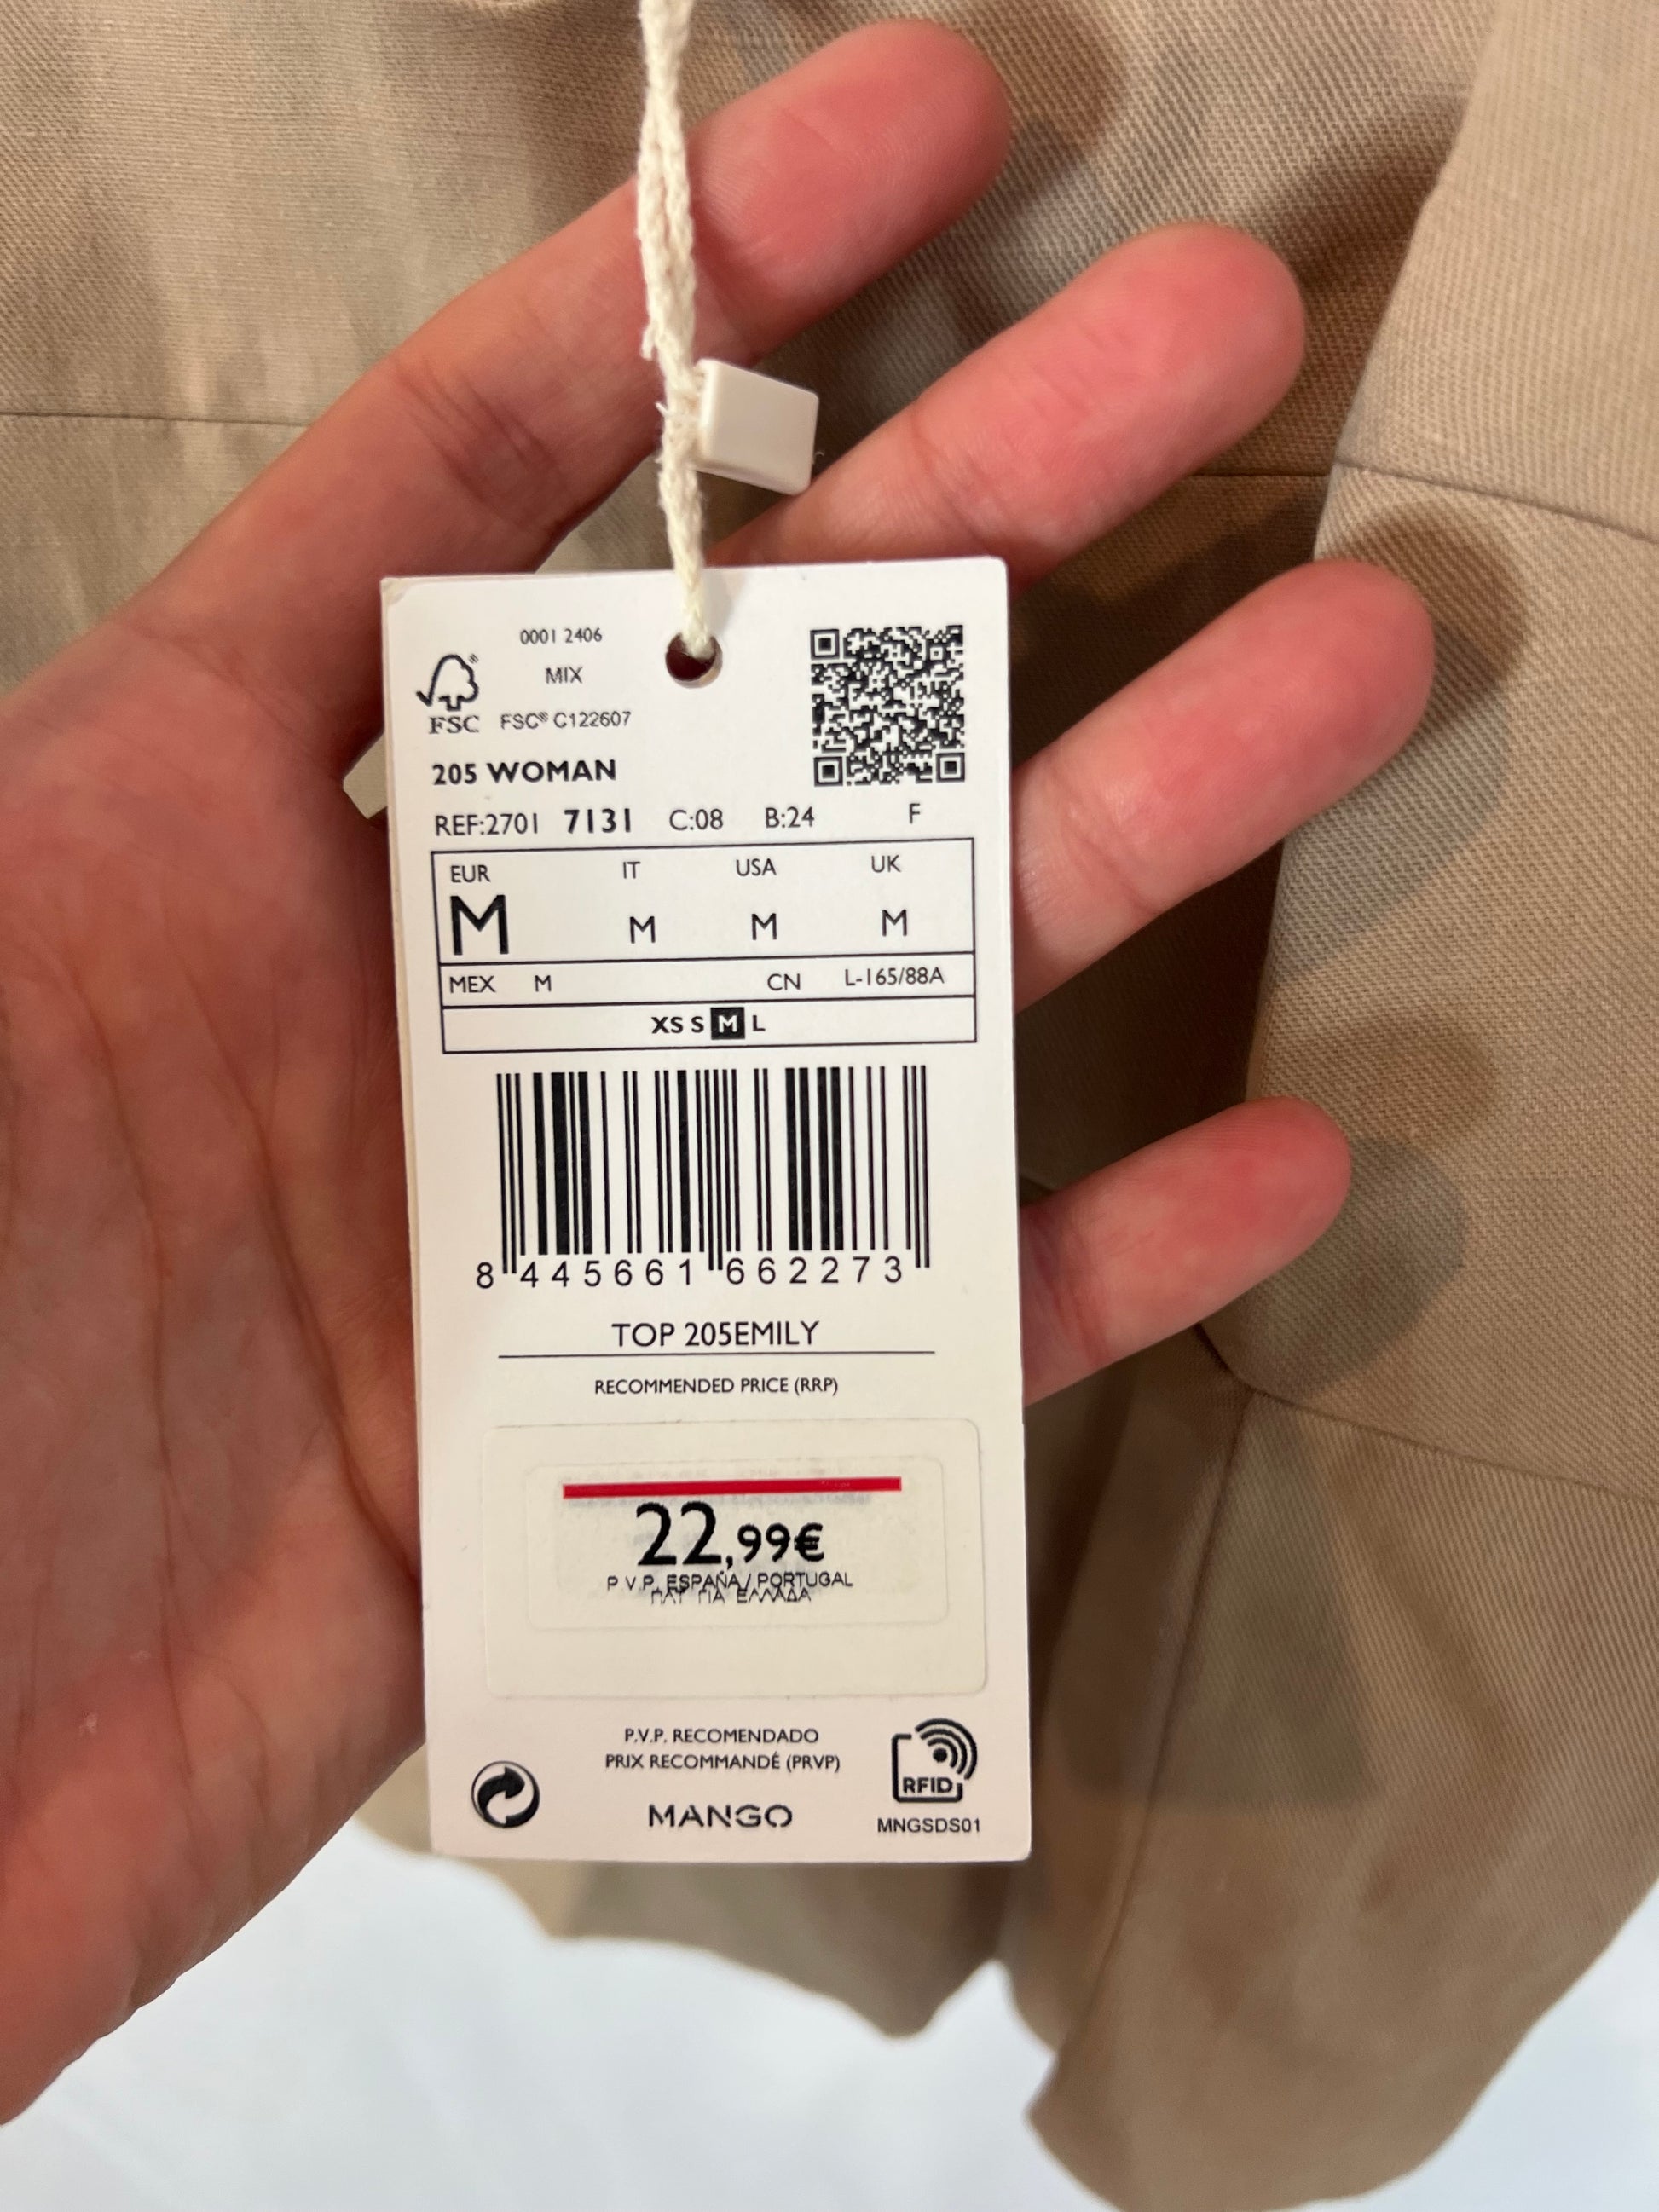 0001 2406
MIX
FSC FSC® C122607
205 WOMAN
REF:2701 7131 C:08 B:24 F
EUR IT USA UK
M M M M
MEX M CN L-165/88A
XS S M L
8 445661 662273
TOP 205EMILY
RECOMMENDED PRICE (RRP)
22,99€
P V P. ESPAÑA/ PORTUGAL
ΓΙΑ ΕΛΛΑΔΑ
P.V.P. RECOMENDADO
PRIX RECOMMANDÉ (PRVP)
RFID
MANGO
MNGSDS01